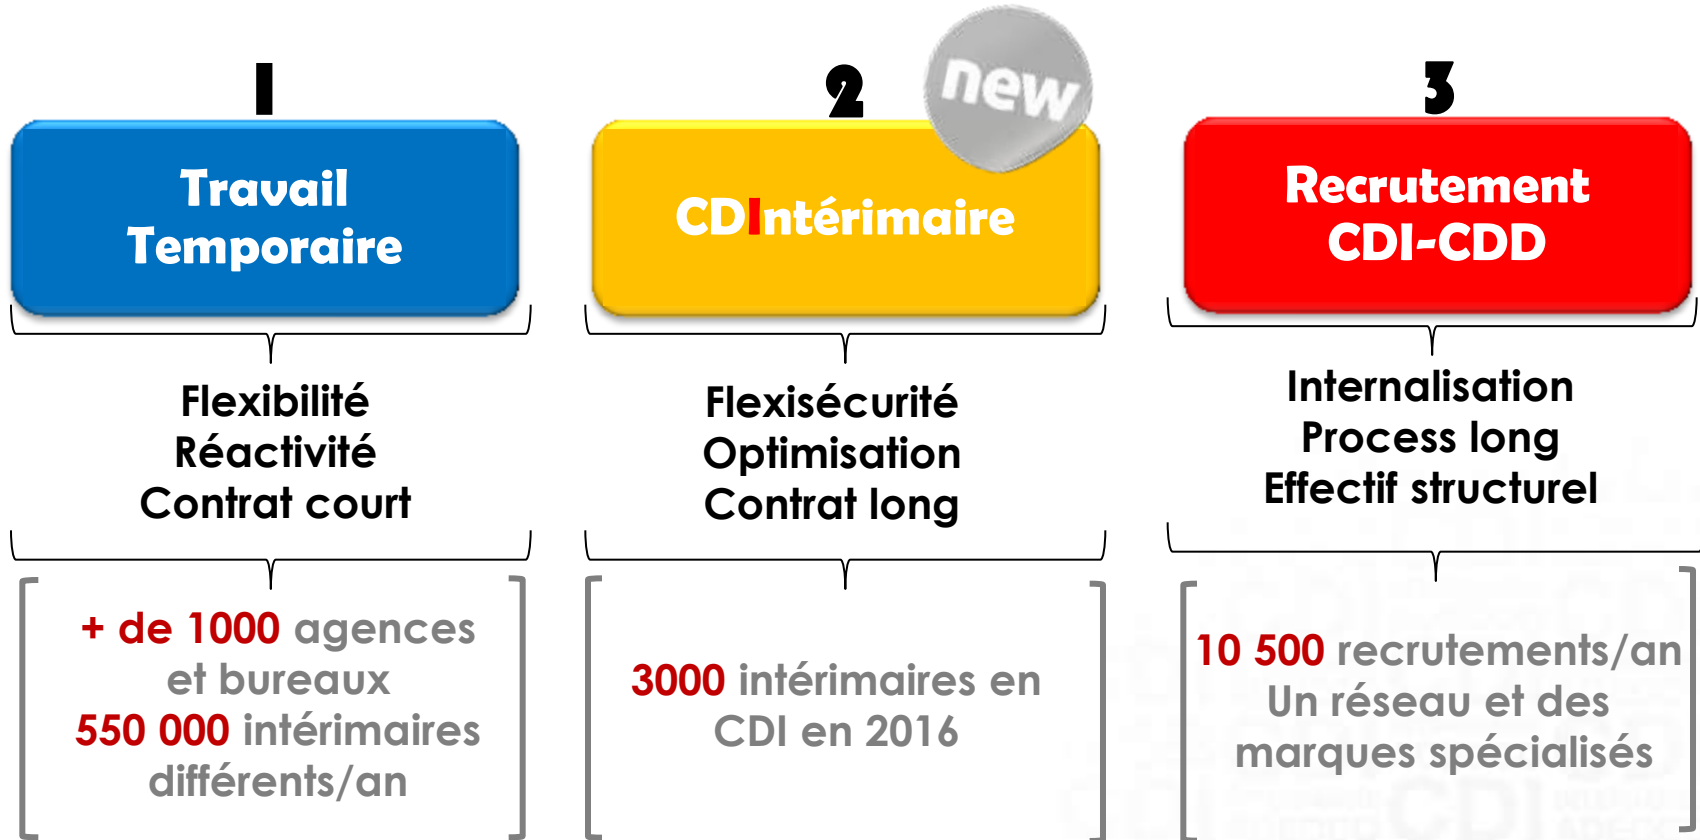 1
Travail
Temporaire
Flexibilité
Réactivité
Contrat court
+ de 1000 agences
et bureaux
550 000 intérimaires
différents/an
2
new
CDIntérimaire
Flexisécurité
Optimisation
Contrat long
3000 intérimaires en
CDI en 2016
3
Recrutement
CDI-CDD
Internalisation
Process long
Effectif structurel
10 500 recrutements/an
Un réseau et des
marques spécialisés